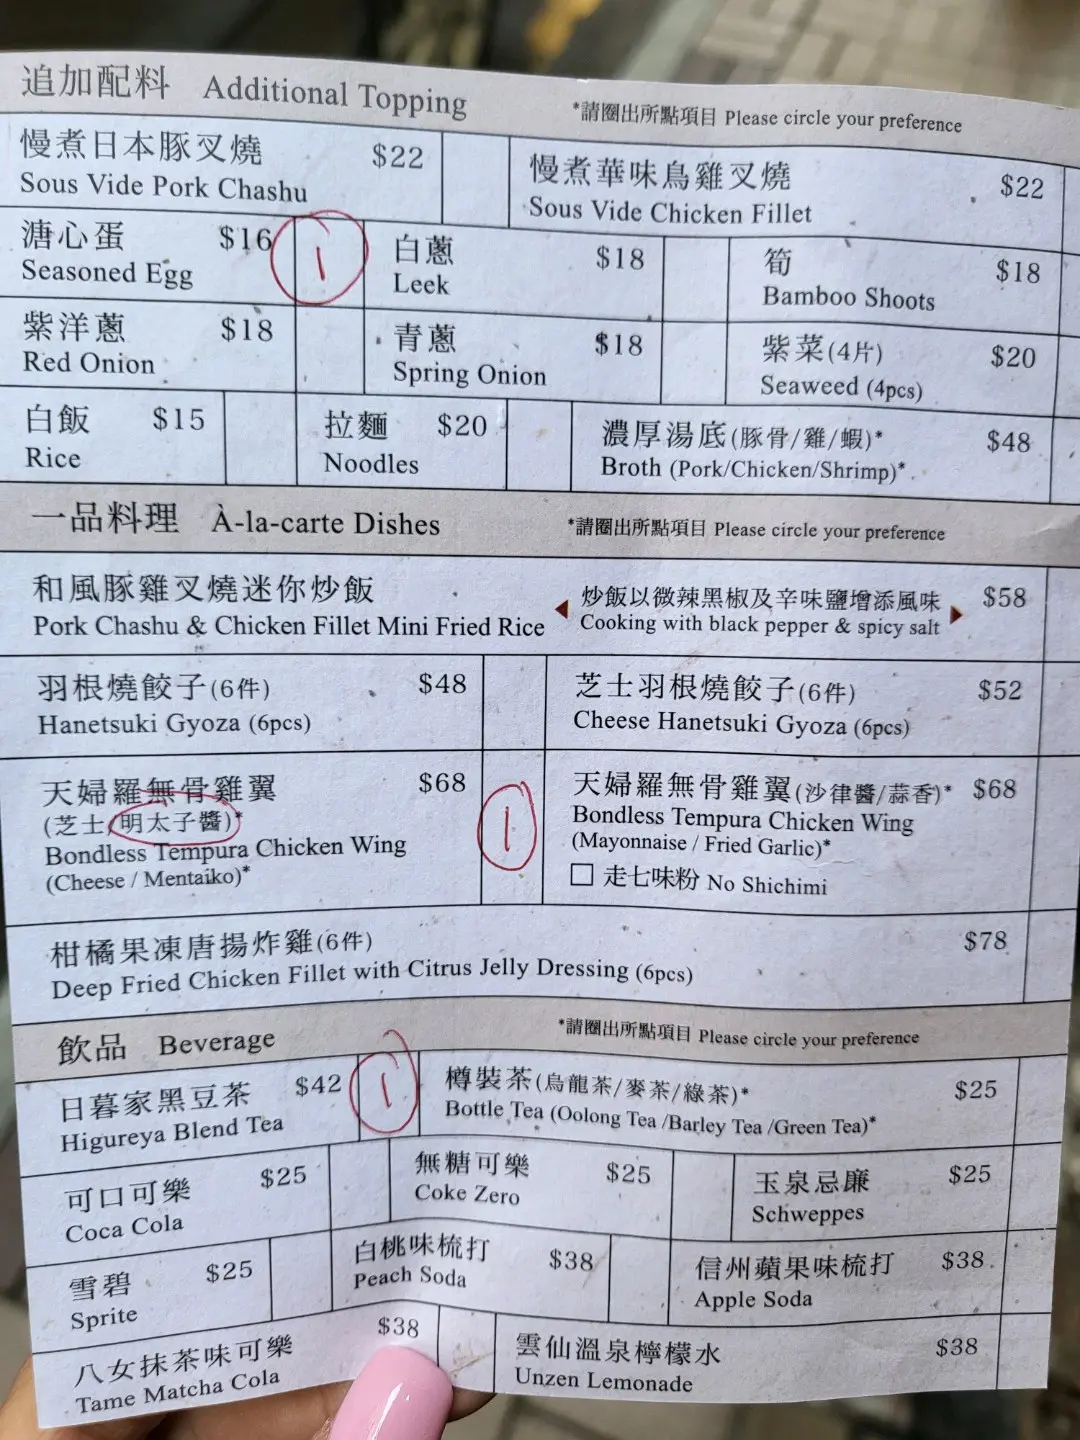 追加配料 Additional Topping *請圈出所點項目 Please circle your preference
慢煮日本豚叉燒 $22
Sous Vide Pork Chashu
慢煮華味鳥雞叉燒 $22
Sous Vide Chicken Fillet
溏心蛋 $16 1
Seasoned Egg
白蔥 $18
Leek
筍 $18
Bamboo Shoots
紫洋蔥 $18
Red Onion
青蔥 $18
Spring Onion
紫菜(4片) $20
Seaweed (4pcs)
白飯 $15
Rice
拉麵 $20
Noodles
濃厚湯底(豚骨/雞/蝦)* $48
Broth (Pork/Chicken/Shrimp)*
一品料理 À-la-carte Dishes *請圈出所點項目 Please circle your preference
和風豚雞叉燒迷你炒飯
Pork Chashu & Chicken Fillet Mini Fried Rice
炒飯以微辣黑椒及辛味鹽增添風味 $58
Cooking with black pepper & spicy salt
羽根燒餃子(6件) $48
Hanetsuki Gyoza (6pcs)
芝士羽根燒餃子(6件) $52
Cheese Hanetsuki Gyoza (6pcs)
天婦羅無骨雞翼 $68 1
(芝士/明太子醬)*
Bondless Tempura Chicken Wing
(Cheese / Mentaiko)*
天婦羅無骨雞翼(沙律醬/蒜香)* $68
Bondless Tempura Chicken Wing
(Mayonnaise / Fried Garlic)*
走七味粉 No Shichimi
柑橘果凍唐揚炸雞(6件) $78
Deep Fried Chicken Fillet with Citrus Jelly Dressing (6pcs)
飲品 Beverage *請圈出所點項目 Please circle your preference
日暮家黑豆茶 $42 1
Higureya Blend Tea
樽裝茶(烏龍茶/麥茶/綠茶)* $25
Bottle Tea (Oolong Tea /Barley Tea /Green Tea)*
可口可樂 $25
Coca Cola
無糖可樂 $25
Coke Zero
玉泉忌廉 $25
Schweppes
雪碧 $25
Sprite
白桃味梳打 $38
Peach Soda
信州蘋果味梳打 $38
Apple Soda
八女抹茶味可樂 $38
Tame Matcha Cola
雲仙溫泉檸檬水 $38
Unzen Lemonade